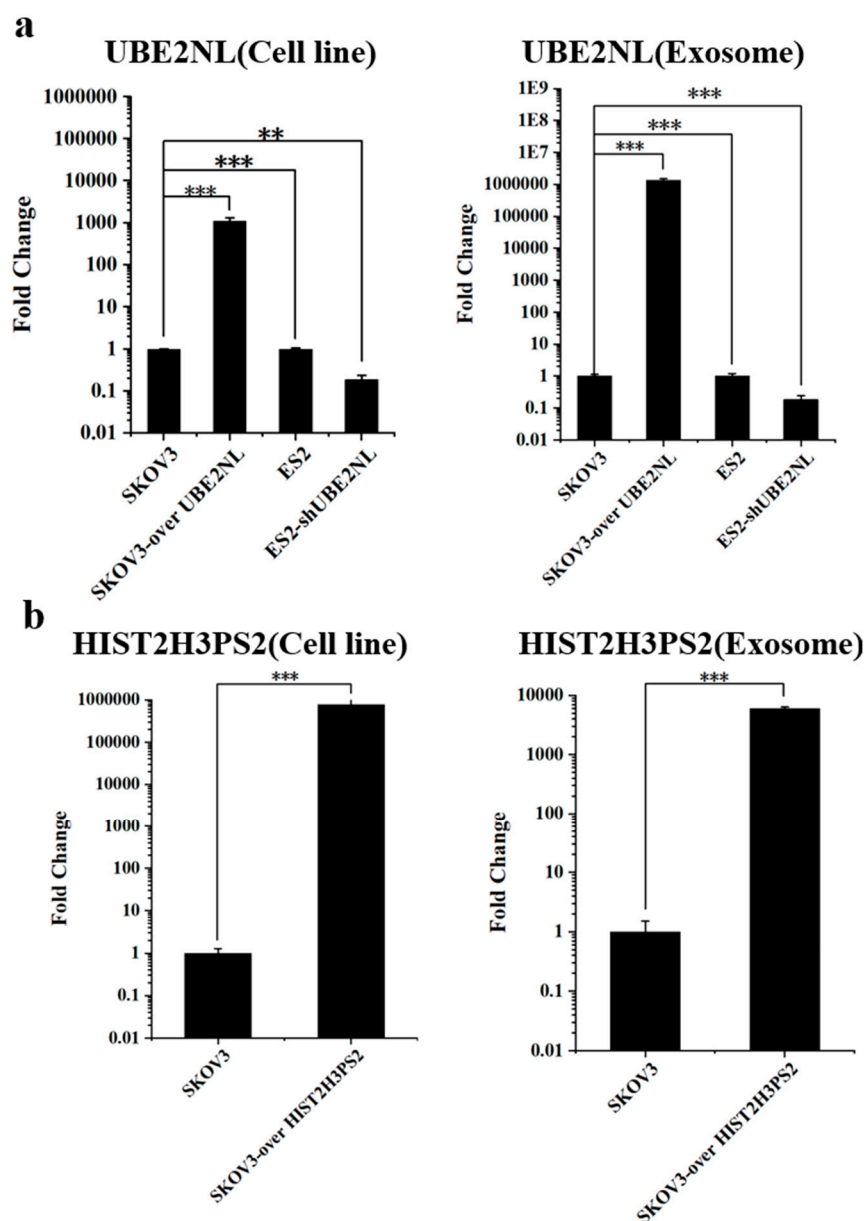 a
UBE2NL(Cell line)
1000000
100000
10000
1000
100
10
1
0.1
0.01
Fold Change
**
***
***
SKOV3
SKOV3-over UBE2NL
ES2
ES2-shUBE2NL
UBE2NL(Exosome)
1E9
1E8
1E7
1000000
100000
10000
1000
100
10
1
0.1
0.01
Fold Change
***
***
***
SKOV3
SKOV3-over UBE2NL
ES2
ES2-shUBE2NL
b
HIST2H3PS2(Cell line)
1000000
100000
10000
1000
100
10
1
0.1
0.01
Fold Change
***
SKOV3
SKOV3-over HIST2H3PS2
HIST2H3PS2(Exosome)
10000
1000
100
10
1
0.1
0.01
Fold Change
***
SKOV3
SKOV3-over HIST2H3PS2